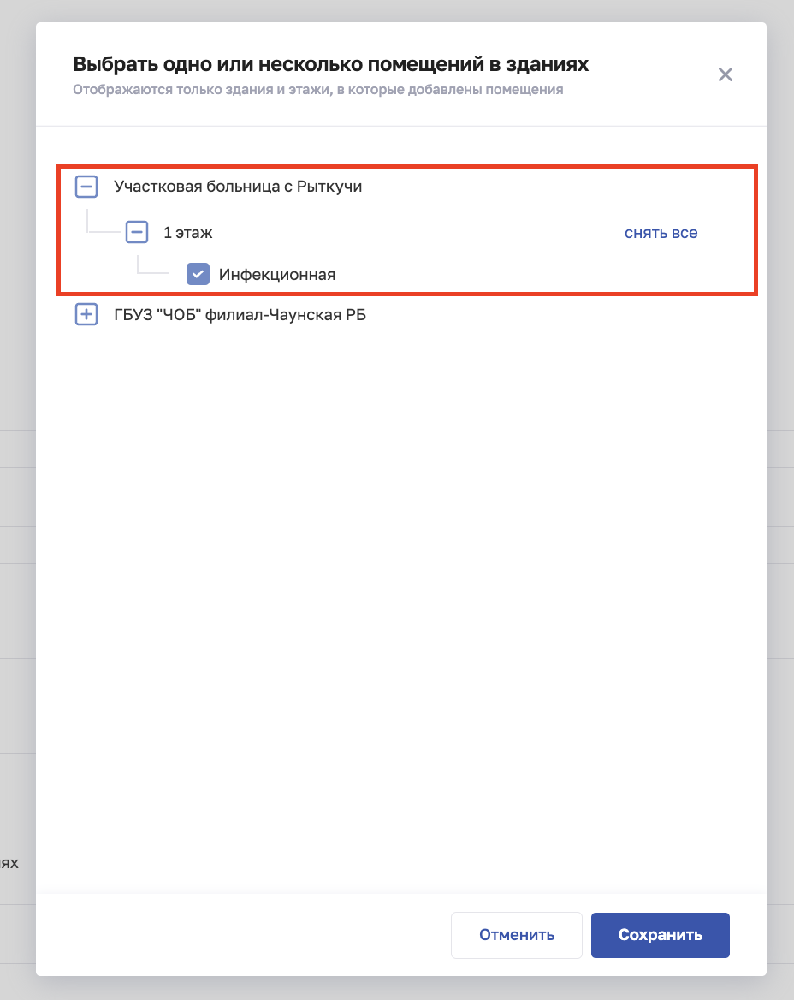 Выбрать одно или несколько помещений в зданиях
Отображаются только здания и этажи, в которые добавлены помещения
Участковая больница с Рыткучи
1 этаж
снять все
Инфекционная
ГБУЗ "ЧОБ" филиал-Чаунская РБ
Отменить
Сохранить